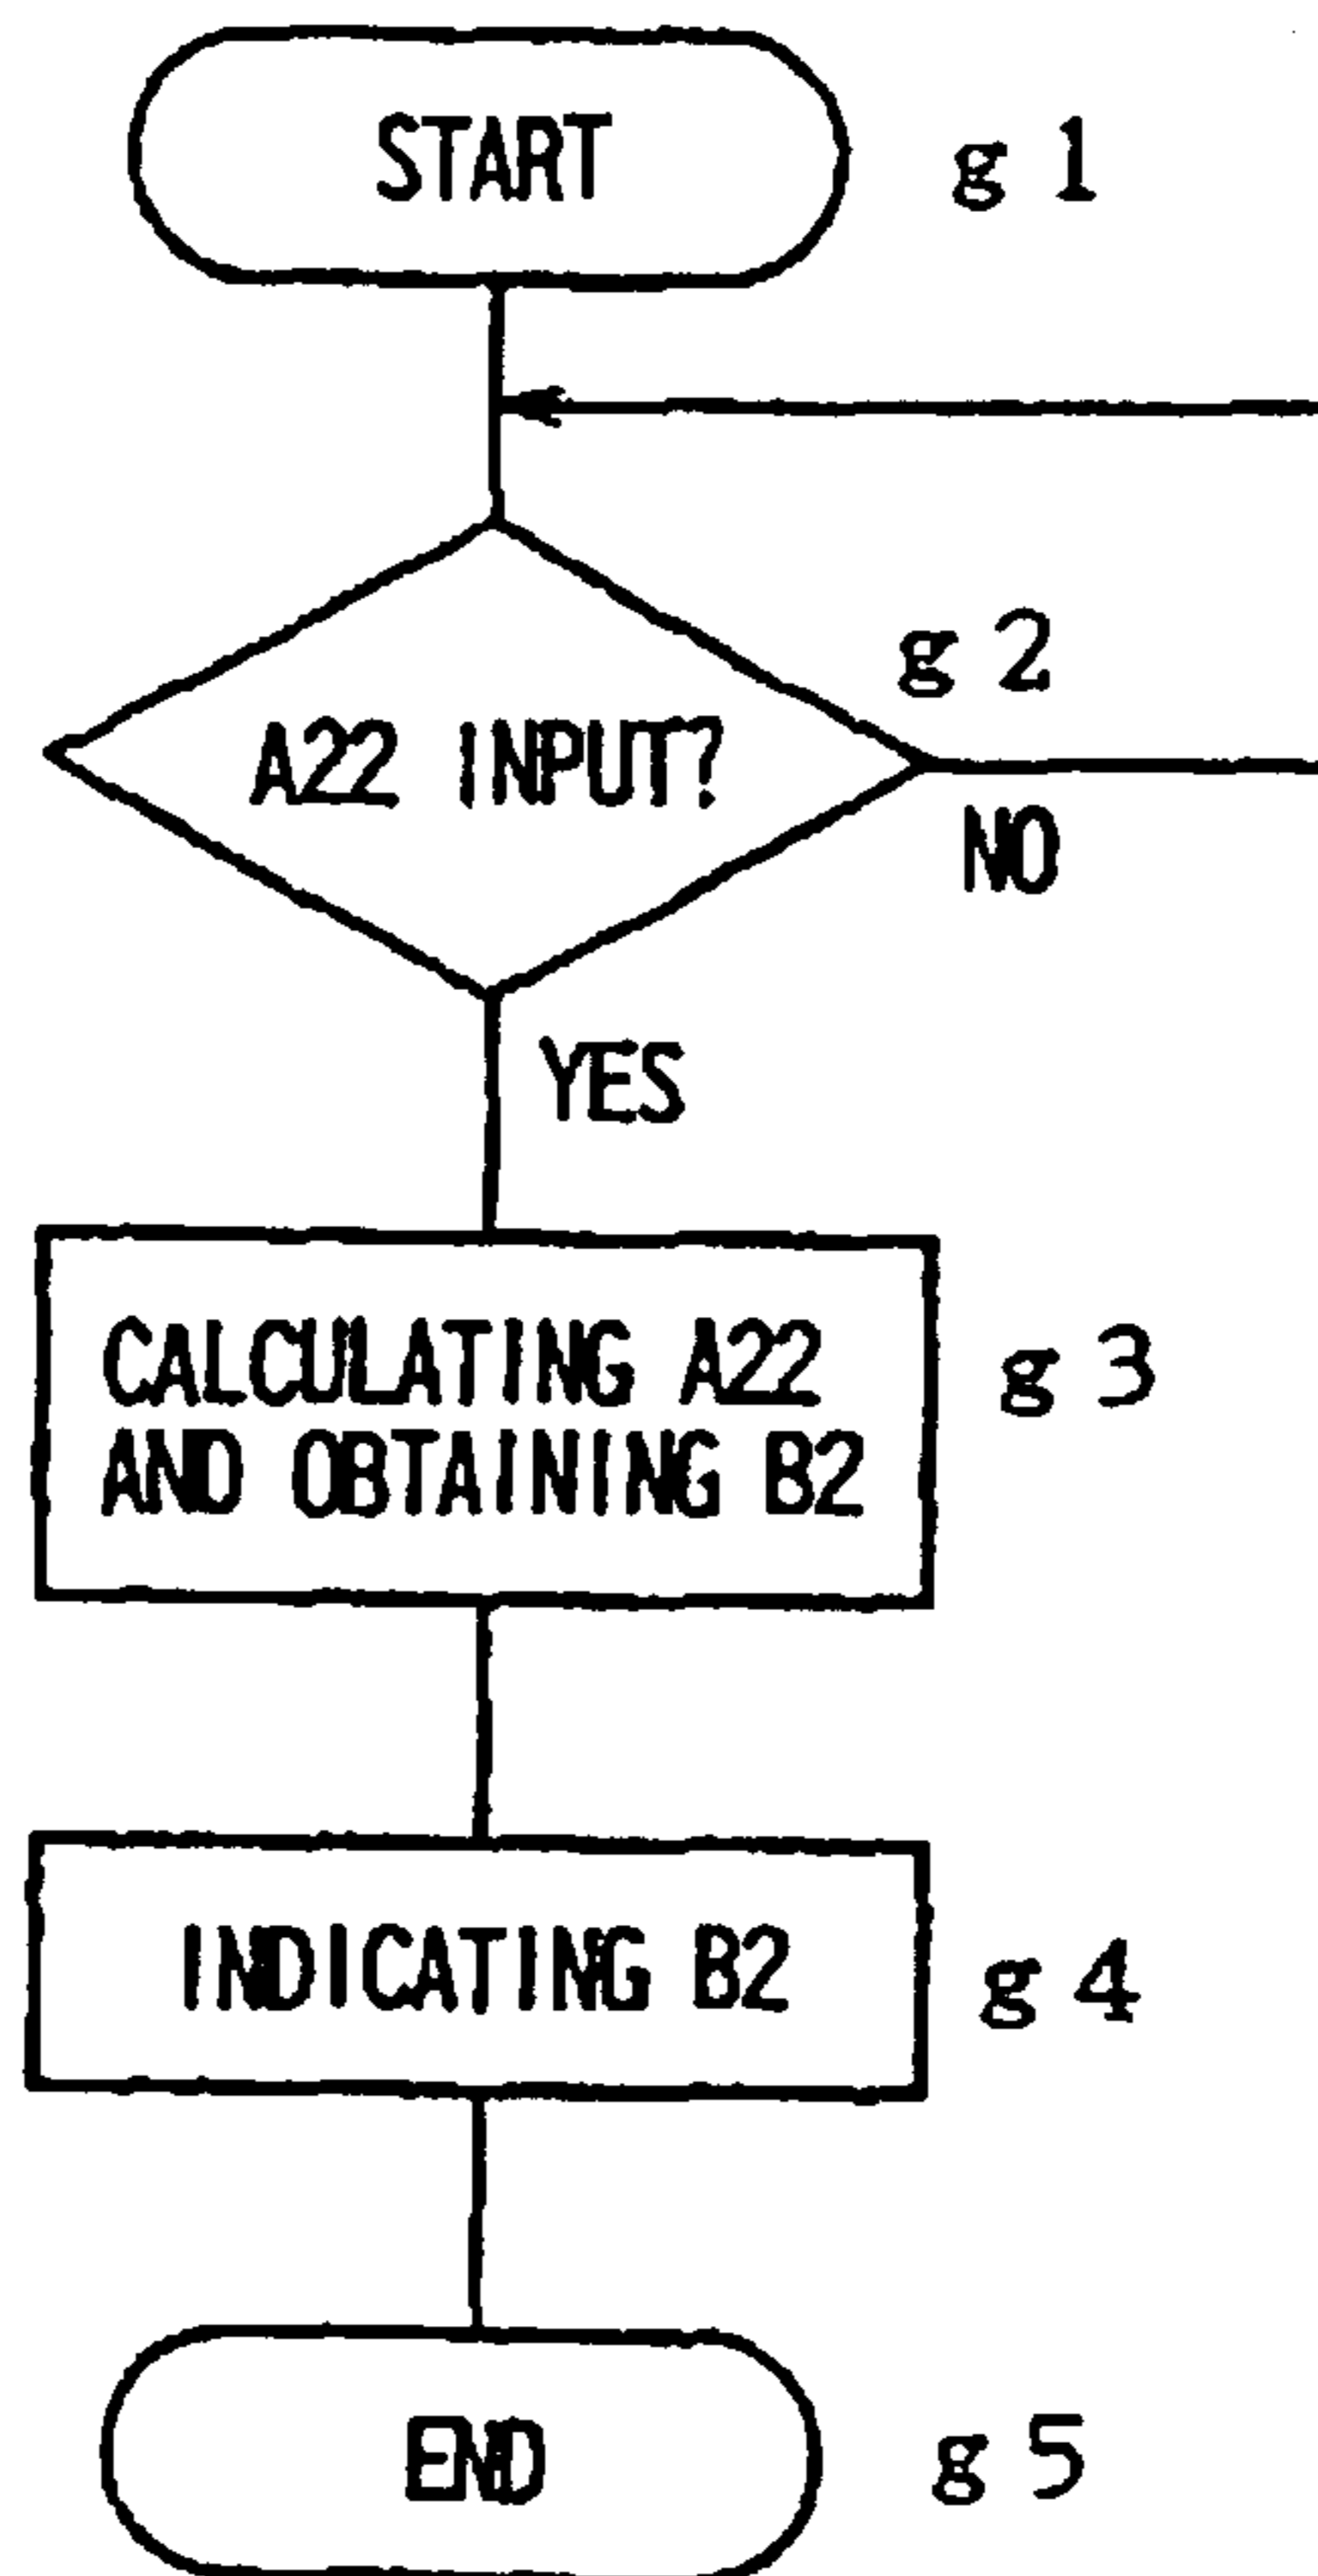 START
g 1
g 2
A22 INPUT?
NO
YES
CALCULATING A22
AND OBTAINING B2
g 3
INDICATING B2
g 4
END
g 5